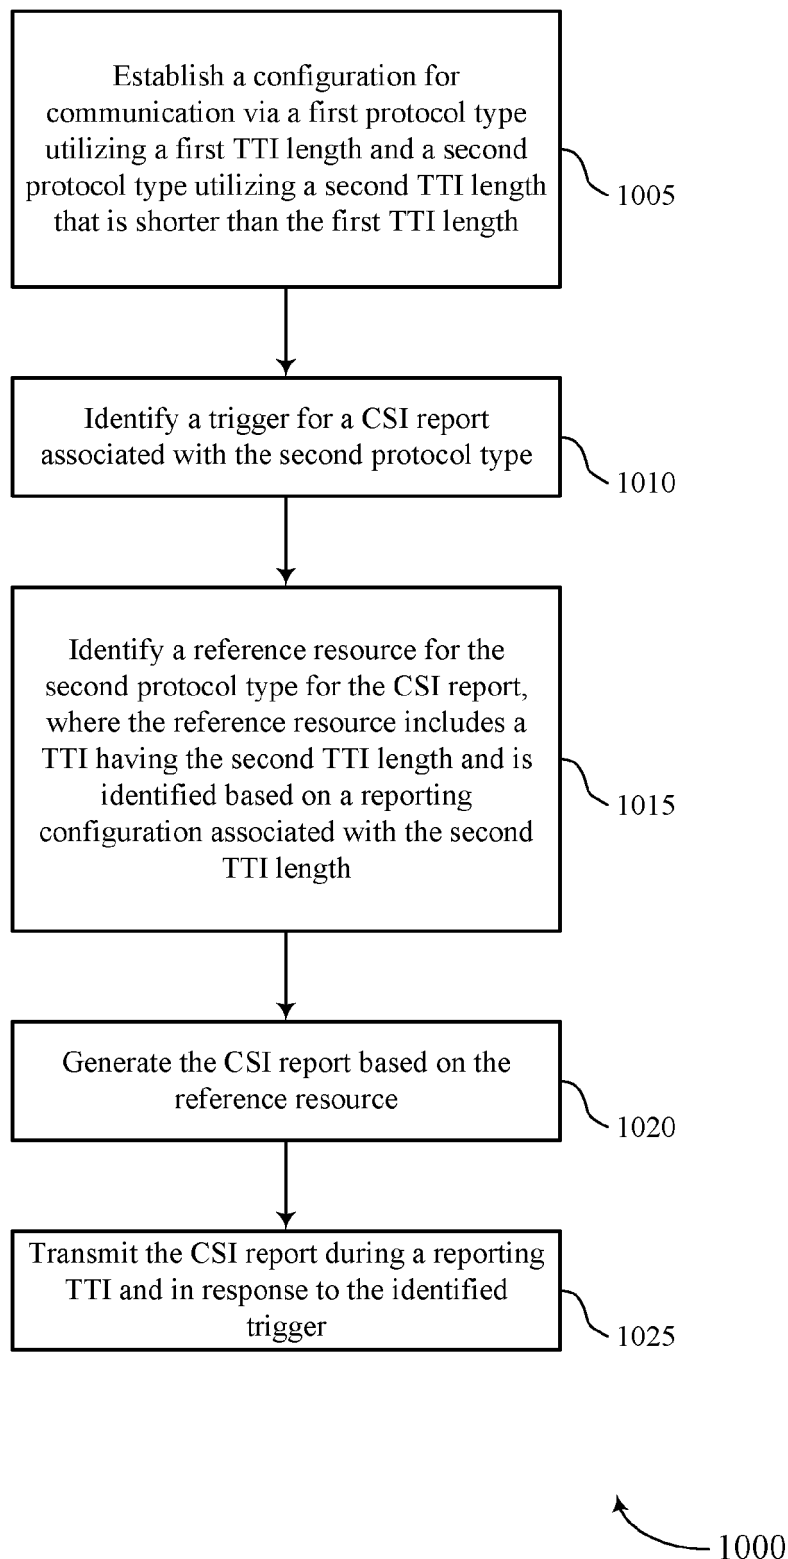 Establish a configuration for
communication via a first protocol type
utilizing a first TTI length and a second
protocol type utilizing a second TTI length
that is shorter than the first TTI length
1005
Identify a trigger for a CSI report
associated with the second protocol type
1010
Identify a reference resource for the
second protocol type for the CSI report,
where the reference resource includes a
TTI having the second TTI length and is
identified based on a reporting
configuration associated with the second
TTI length
1015
Generate the CSI report based on the
reference resource
1020
Transmit the CSI report during a reporting
TTI and in response to the identified
trigger
1025
1000